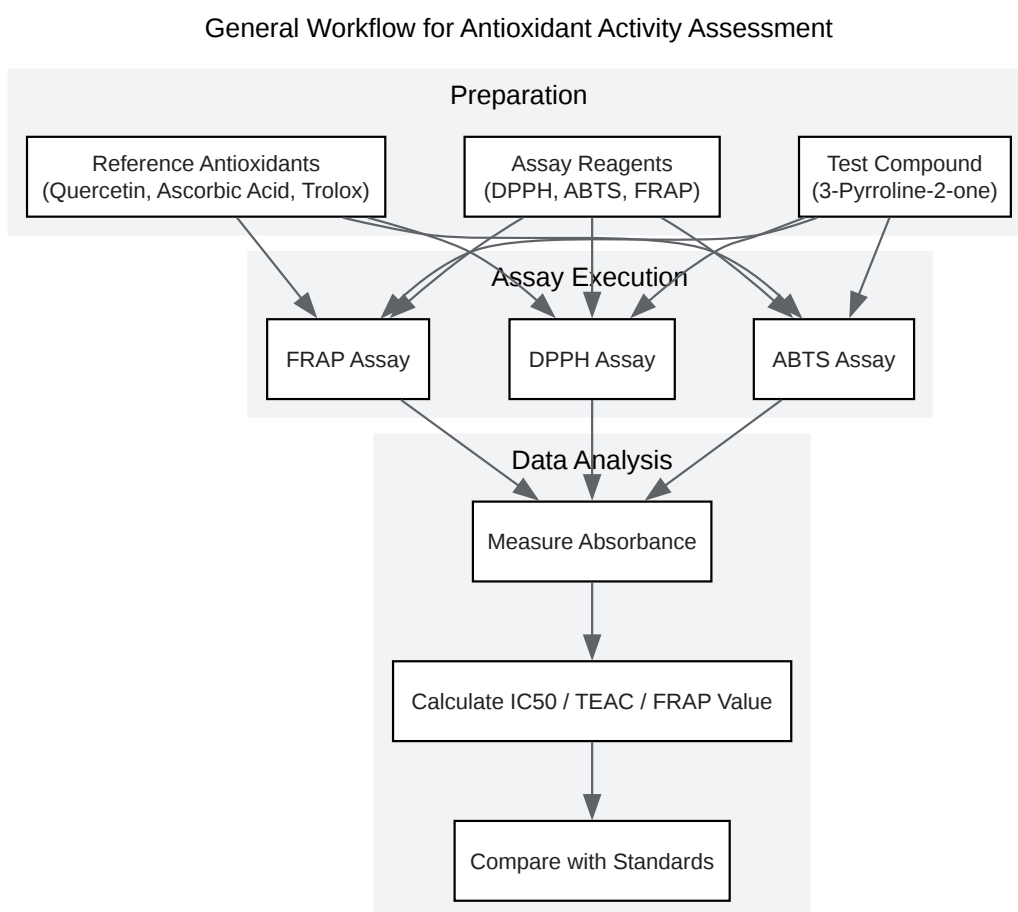 General Workflow for Antioxidant Activity Assessment
Preparation
Reference Antioxidants
(Quercetin, Ascorbic Acid, Trolox)
Assay Reagents
(DPPH, ABTS, FRAP)
Test Compound
(3-Pyrroline-2-one)
Assay Execution
FRAP Assay
DPPH Assay
ABTS Assay
Data Analysis
Measure Absorbance
Calculate IC50 / TEAC / FRAP Value
Compare with Standards